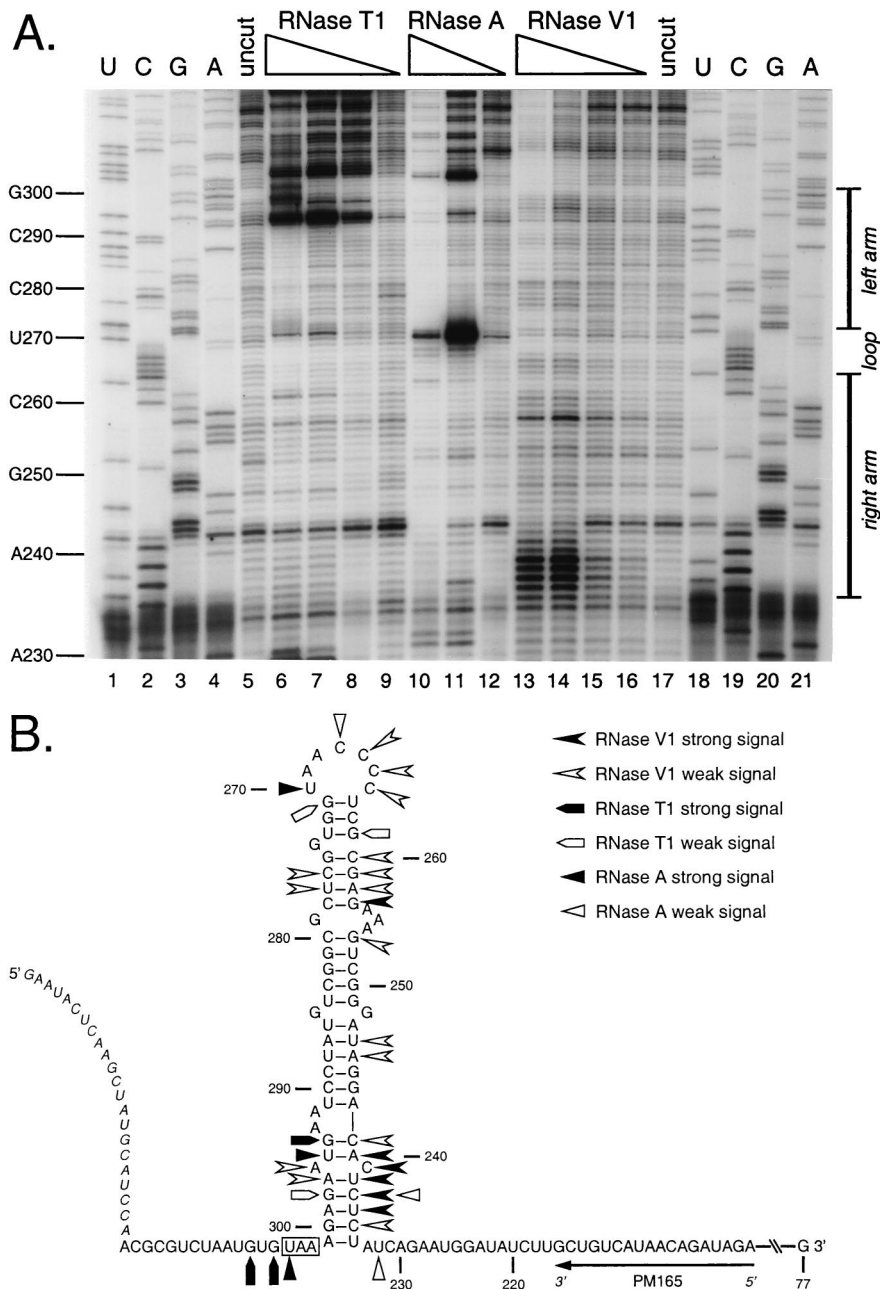 A.
RNase T1 RNase A RNase V1
U C G A uncut uncut U C G A
G300
C290
C280
U270
C260
G250
A240
A230
left arm
loop
right arm
1 2 3 4 5 6 7 8 9 10 11 12 13 14 15 16 17 18 19 20 21
B.
RNase V1 strong signal
RNase V1 weak signal
RNase T1 strong signal
RNase T1 weak signal
RNase A strong signal
RNase A weak signal
C
A C
A C
270 U C
G–U
G–C
U–G
G
G–C 260
C–G
U–A
C–G
A
G A
A
280 C–G
G–U
G–C
C–G 250
U–G
G G
U–A
A–U
U–A
C–G
290 C–G
U–A
A
A
G–C
U–A 240
A C
A–U
G–C
A–U
300 G–C
A U
5' GAAUACUCAAGCUAUGCAUCCA
ACGCGUCUAAUGUGUAA
AUCAGAAUGGAUAUCUUGCUGUCAUAACAGAUAGA G 3'
230 220 3' PM165 5' 77